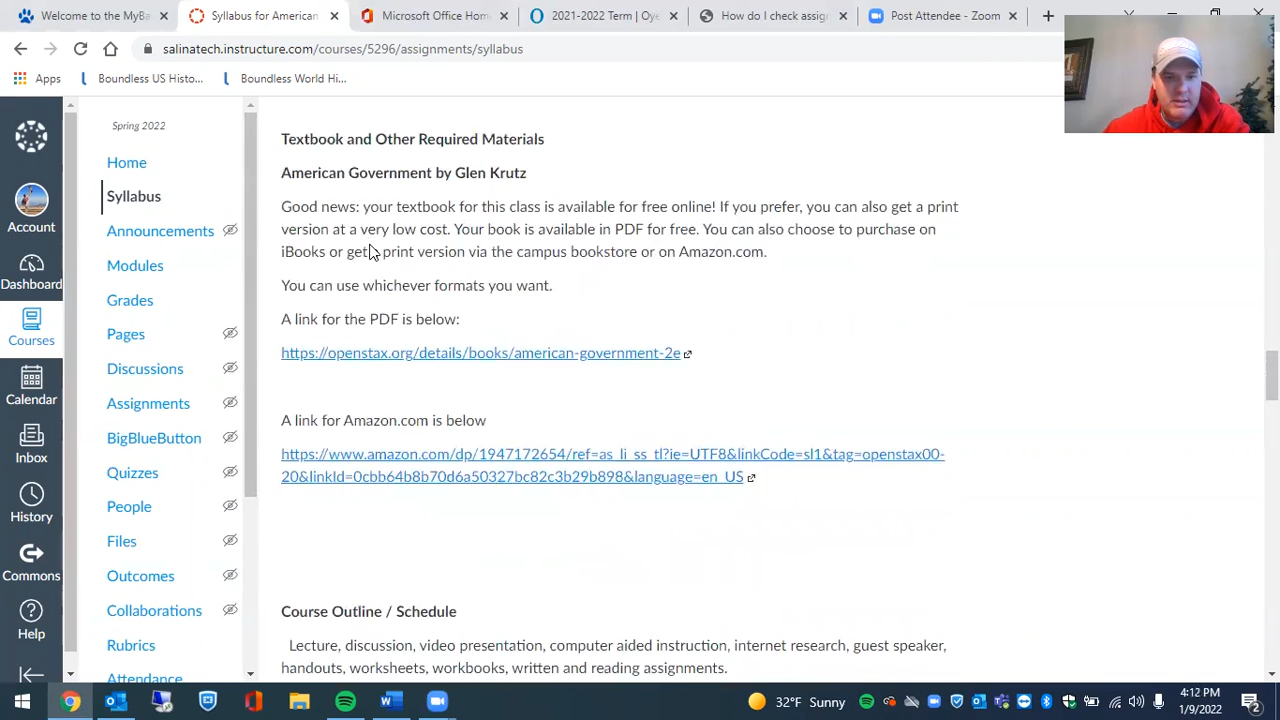 Welcome to the MyBa
Syllabus for American
Microsoft Office Home
2021-2022 Term | Oye
How do I check assig
Post Attendee - Zoom
salinatech.instructure.com/courses/5296/assignments/syllabus
Apps
Boundless US Histo...
Boundless World Hi...
Account
Dashboard
Courses
Calendar
Inbox
History
Commons
Help
Spring 2022
Home
Syllabus
Announcements
Modules
Grades
Pages
Discussions
Assignments
BigBlueButton
Quizzes
People
Files
Outcomes
Collaborations
Rubrics
Attendance
Textbook and Other Required Materials
American Government by Glen Krutz
Good news: your textbook for this class is available for free online! If you prefer, you can also get a print
version at a very low cost. Your book is available in PDF for free. You can also choose to purchase on
iBooks or get a print version via the campus bookstore or on Amazon.com.
You can use whichever formats you want.
A link for the PDF is below:
https://openstax.org/details/books/american-government-2e
A link for Amazon.com is below
https://www.amazon.com/dp/1947172654/ref=as_li_ss_tl?ie=UTF8&linkCode=sl1&tag=openstax00-
20&linkId=0cbb64b8b70d6a50327bc82c3b29b898&language=en_US
Course Outline / Schedule
Lecture, discussion, video presentation, computer aided instruction, internet research, guest speaker,
handouts, worksheets, workbooks, written and reading assignments.
32°F Sunny
4:12 PM
1/9/2022
2